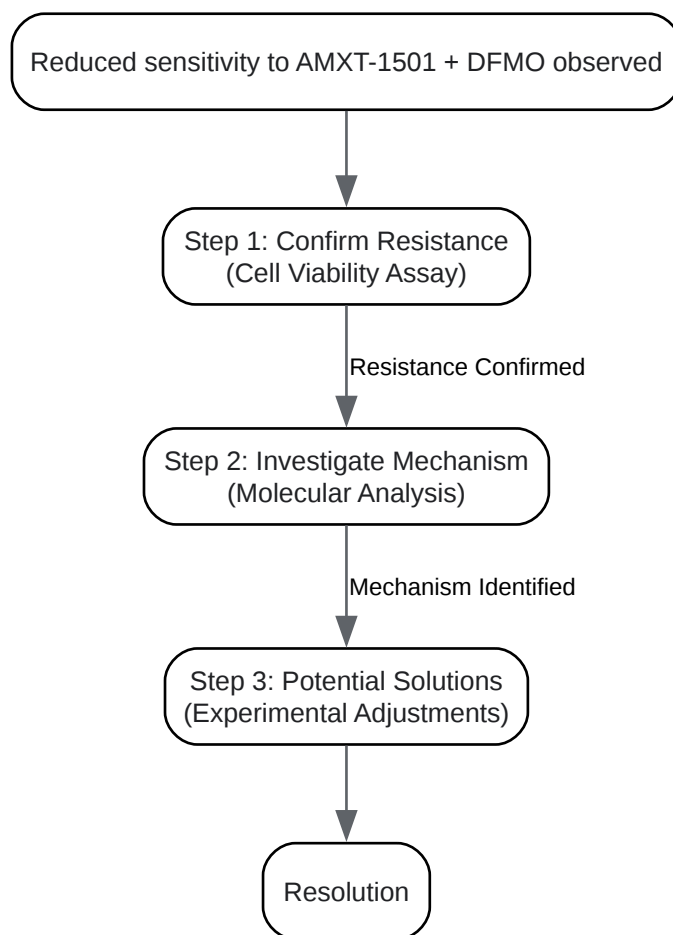 Reduced sensitivity to AMXT-1501 + DFMO observed
Step 1: Confirm Resistance
(Cell Viability Assay)
Resistance Confirmed
Step 2: Investigate Mechanism
(Molecular Analysis)
Mechanism Identified
Step 3: Potential Solutions
(Experimental Adjustments)
Resolution